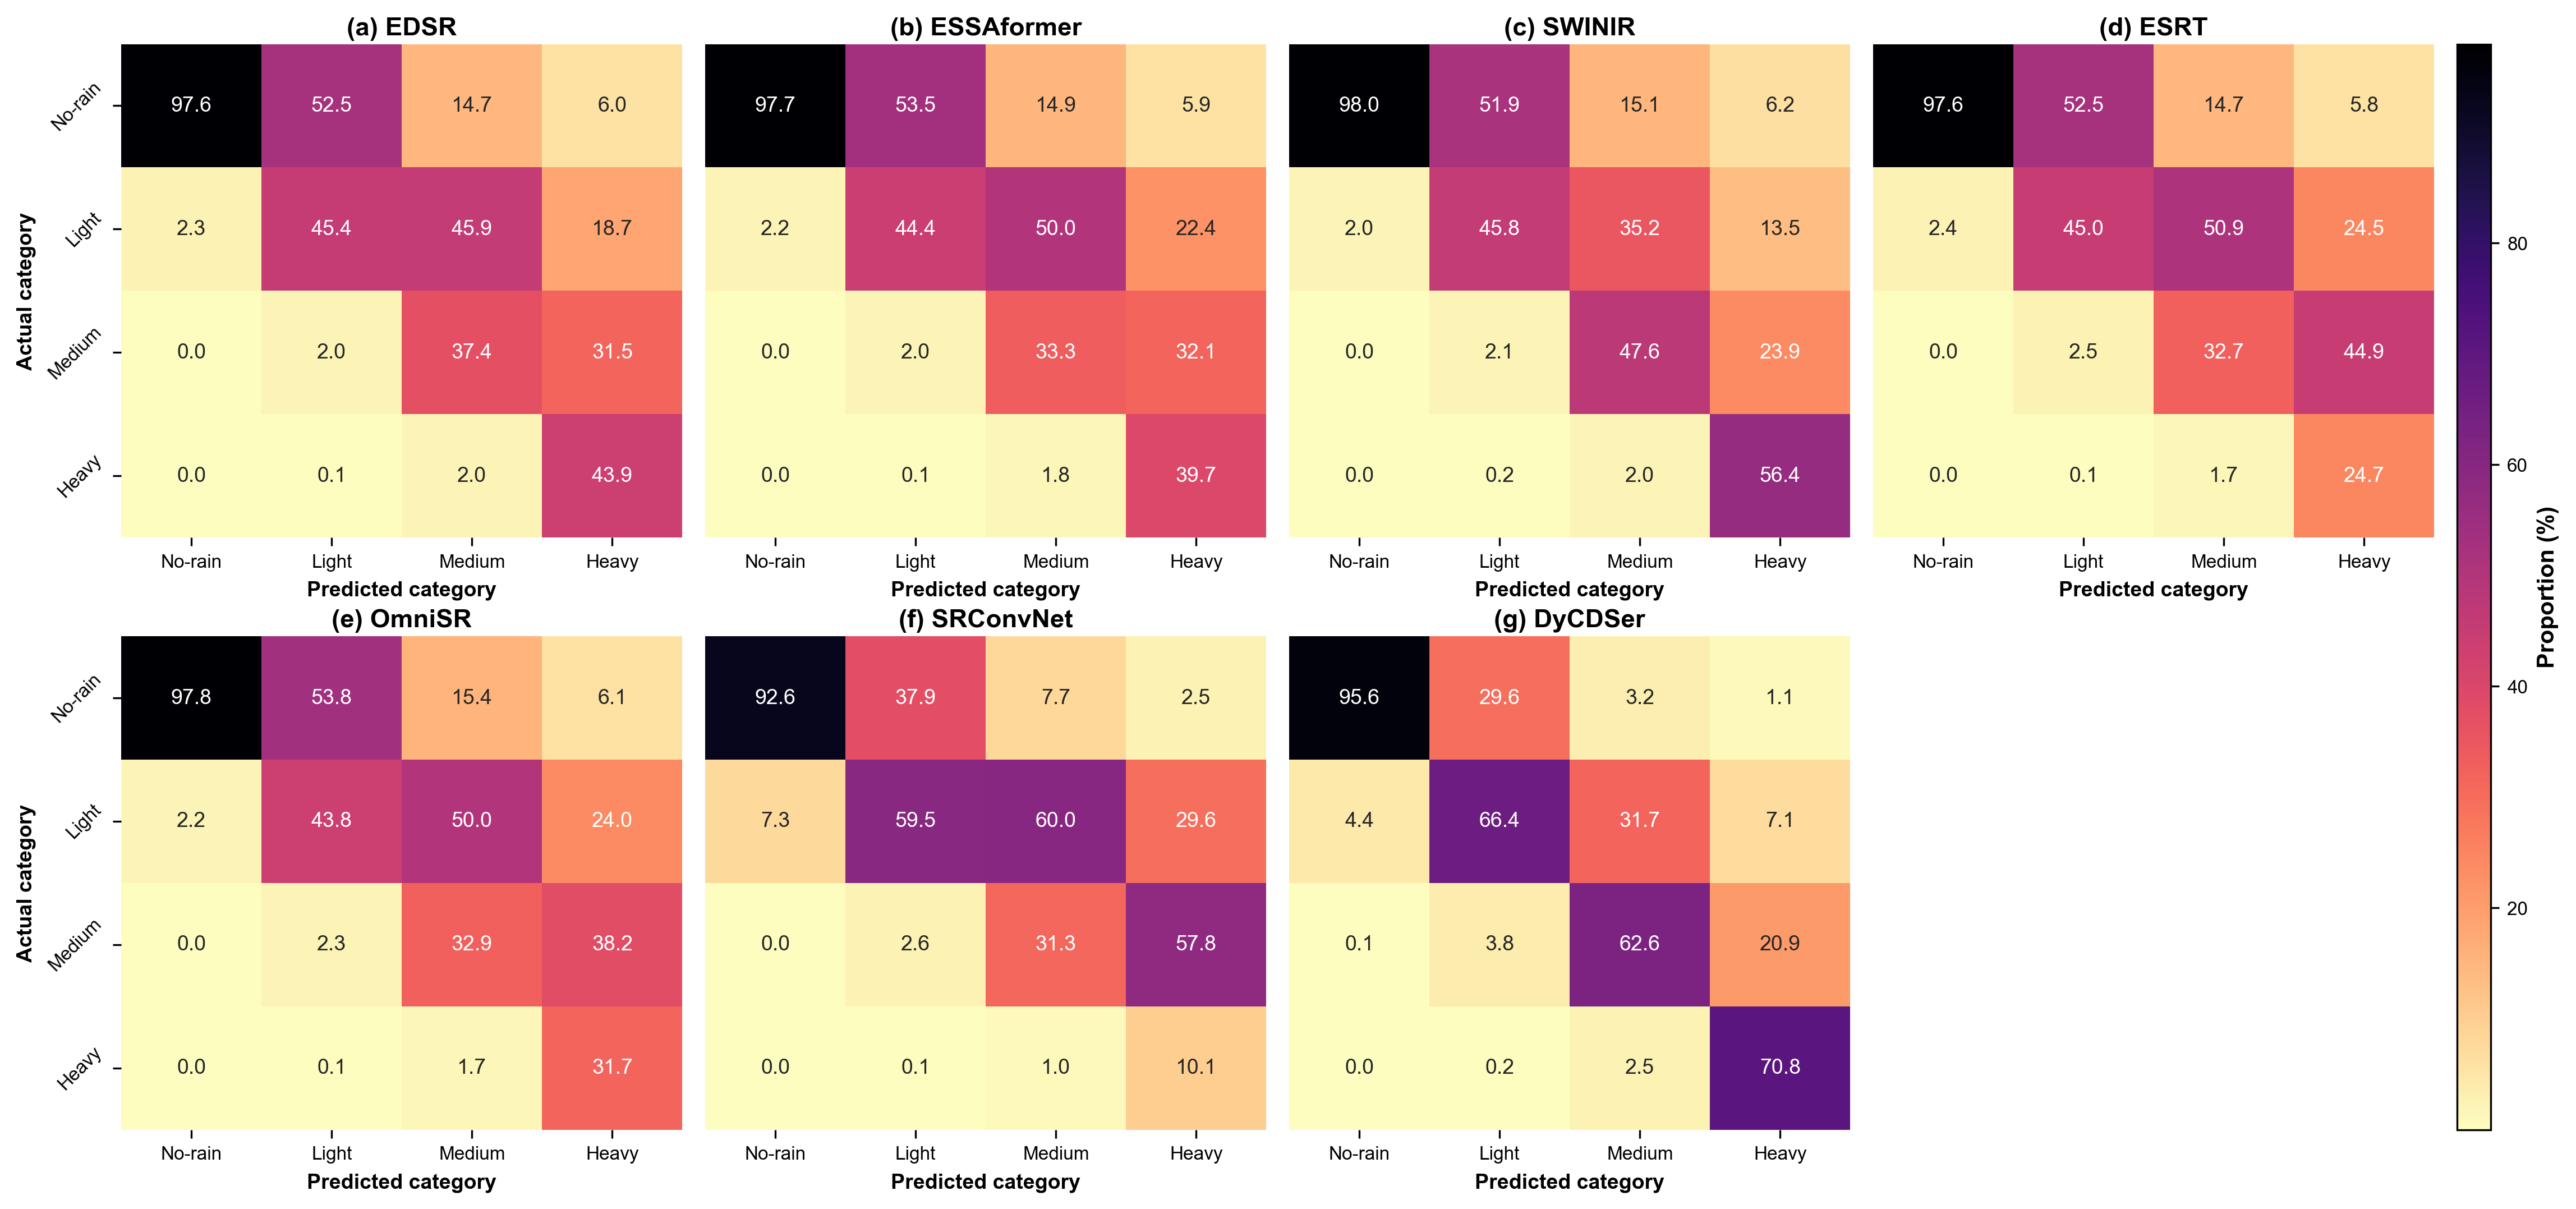 (a) EDSR
(b) ESSAformer
(c) SWINIR
(d) ESRT
Actual category
No-rain
97.6 52.5 14.7 6.0
97.7 53.5 14.9 5.9
98.0 51.9 15.1 6.2
97.6 52.5 14.7 5.8
Light
2.3 45.4 45.9 18.7
2.2 44.4 50.0 22.4
2.0 45.8 35.2 13.5
2.4 45.0 50.9 24.5
Medium
0.0 2.0 37.4 31.5
0.0 2.0 33.3 32.1
0.0 2.1 47.6 23.9
0.0 2.5 32.7 44.9
Heavy
0.0 0.1 2.0 43.9
0.0 0.1 1.8 39.7
0.0 0.2 2.0 56.4
0.0 0.1 1.7 24.7
No-rain Light Medium Heavy
No-rain Light Medium Heavy
No-rain Light Medium Heavy
No-rain Light Medium Heavy
Predicted category
Predicted category
Predicted category
Predicted category
(e) OmniSR
(f) SRConvNet
(g) DyCDSer
Actual category
No-rain
97.8 53.8 15.4 6.1
92.6 37.9 7.7 2.5
95.6 29.6 3.2 1.1
Light
2.2 43.8 50.0 24.0
7.3 59.5 60.0 29.6
4.4 66.4 31.7 7.1
Medium
0.0 2.3 32.9 38.2
0.0 2.6 31.3 57.8
0.1 3.8 62.6 20.9
Heavy
0.0 0.1 1.7 31.7
0.0 0.1 1.0 10.1
0.0 0.2 2.5 70.8
No-rain Light Medium Heavy
No-rain Light Medium Heavy
No-rain Light Medium Heavy
Predicted category
Predicted category
Predicted category
80
60
40
20
Proportion (%)